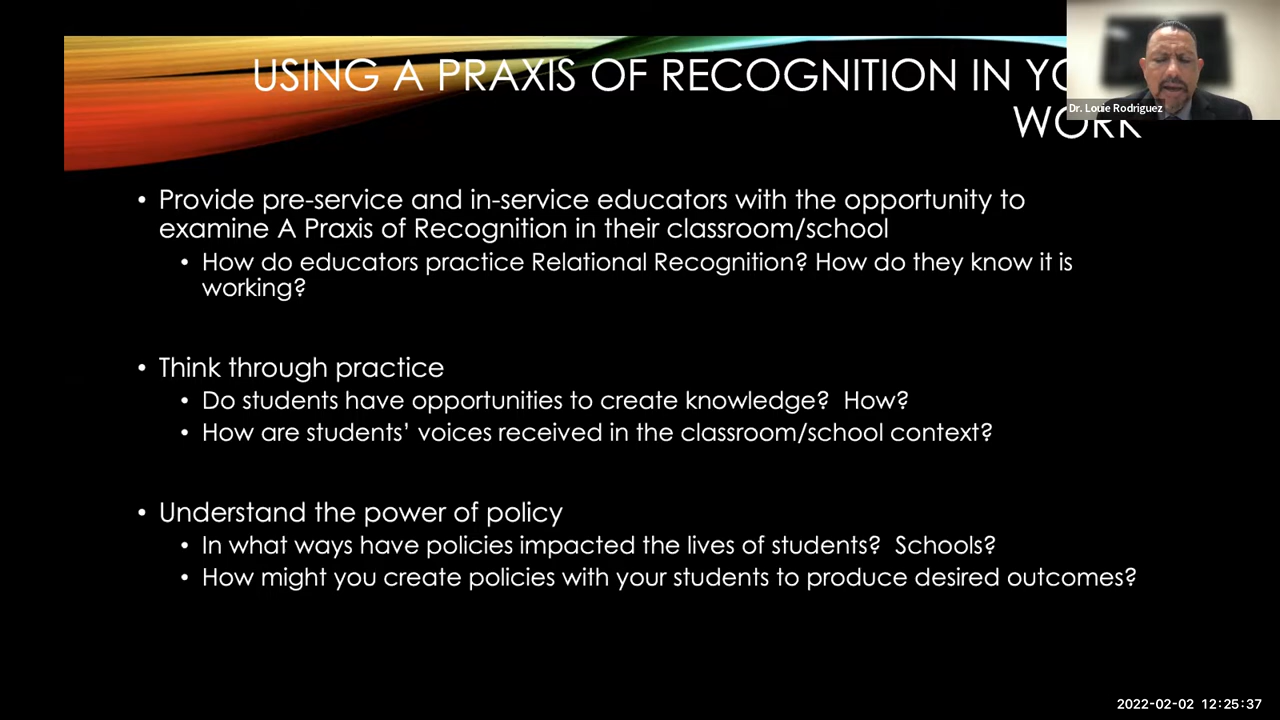 USING A PRAXIS OF RECOGNITION IN
WORK
Dr. Louie Rodriguez
• Provide pre-service and in-service educators with the opportunity to
examine A Praxis of Recognition in their classroom/school
• How do educators practice Relational Recognition? How do they know it is
working?
• Think through practice
• Do students have opportunities to create knowledge?  How?
• How are students' voices received in the classroom/school context?
• Understand the power of policy
• In what ways have policies impacted the lives of students?  Schools?
• How might you create policies with your students to produce desired outcomes?
2022-02-02 12:25:37